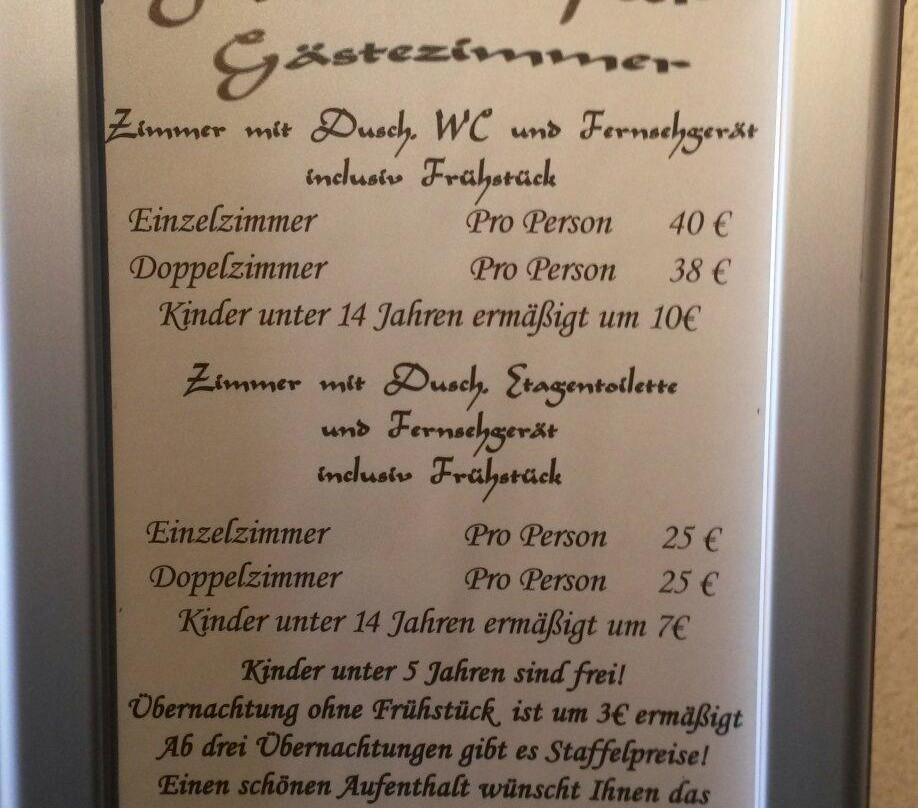 Gästezimmer
Zimmer mit Dusch, WC und Fernsehgerät
inclusiv Frühstück
Einzelzimmer Pro Person 40 €
Doppelzimmer Pro Person 38 €
Kinder unter 14 Jahren ermäßigt um 10€
Zimmer mit Dusch, Etagentoilette
und Fernsehgerät
inclusiv Frühstück
Einzelzimmer Pro Person 25 €
Doppelzimmer Pro Person 25 €
Kinder unter 14 Jahren ermäßigt um 7€
Kinder unter 5 Jahren sind frei!
Übernachtung ohne Frühstück ist um 3€ ermäßigt
Ab drei Übernachtungen gibt es Staffelpreise!
Einen schönen Aufenthalt wünscht Ihnen das